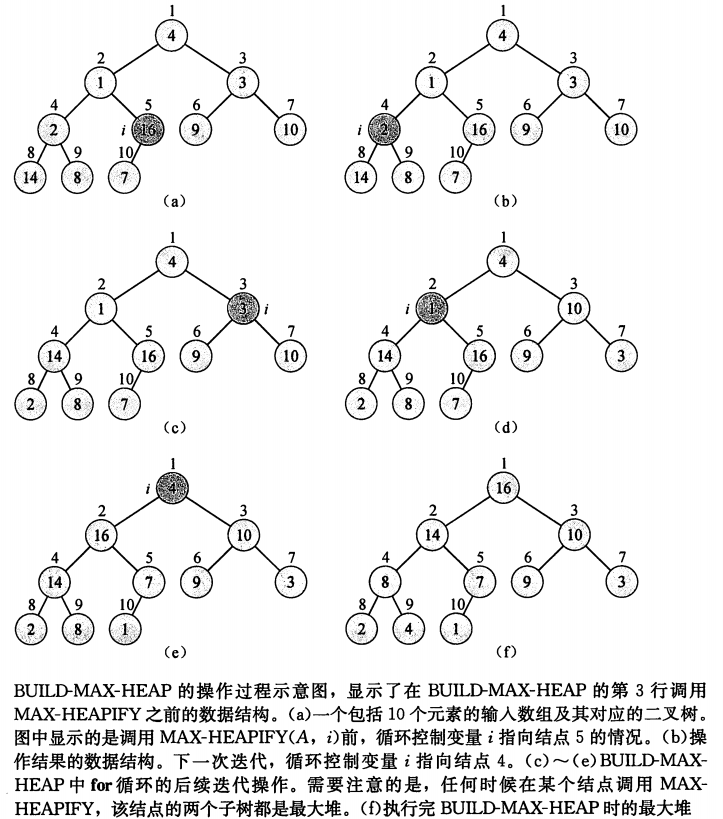 1
4
2 3
1 3
4 5 6 7
2 i 16 9 10
8 9 10
14 8 7
(a)
1
4
2 3
1 3
4 5 6 7
i 2 16 9 10
8 9 10
14 8 7
(b)
1
4
2 3
1 3 i
4 5 6 7
14 16 9 10
8 9 10
2 8 7
(c)
1
4
2 3
i 1 10
4 5 6 7
14 16 9 3
8 9 10
2 8 7
(d)
1
i 4
2 3
16 10
4 5 6 7
14 7 9 3
8 9 10
2 8 1
(e)
1
16
2 3
14 10
4 5 6 7
8 7 9 3
8 9 10
2 4 1
(f)
BUILD-MAX-HEAP 的操作过程示意图，显示了在 BUILD-MAX-HEAP 的第 3 行调用
MAX-HEAPIFY 之前的数据结构。(a)一个包括 10 个元素的输人数组及其对应的二叉树。
图中显示的是调用 MAX-HEAPIFY(A，i)前，循环控制变量 i 指向结点 5 的情况。(b)操
作结果的数据结构。下一次迭代，循环控制变量 i 指向结点 4。(c)～(e)BUILD-MAX-
HEAP 中 for 循环的后续迭代操作。需要注意的是，任何时候在某个结点调用 MAX-
HEAPIFY，该结点的两个子树都是最大堆。(f)执行完 BUILD-MAX-HEAP 时的最大堆